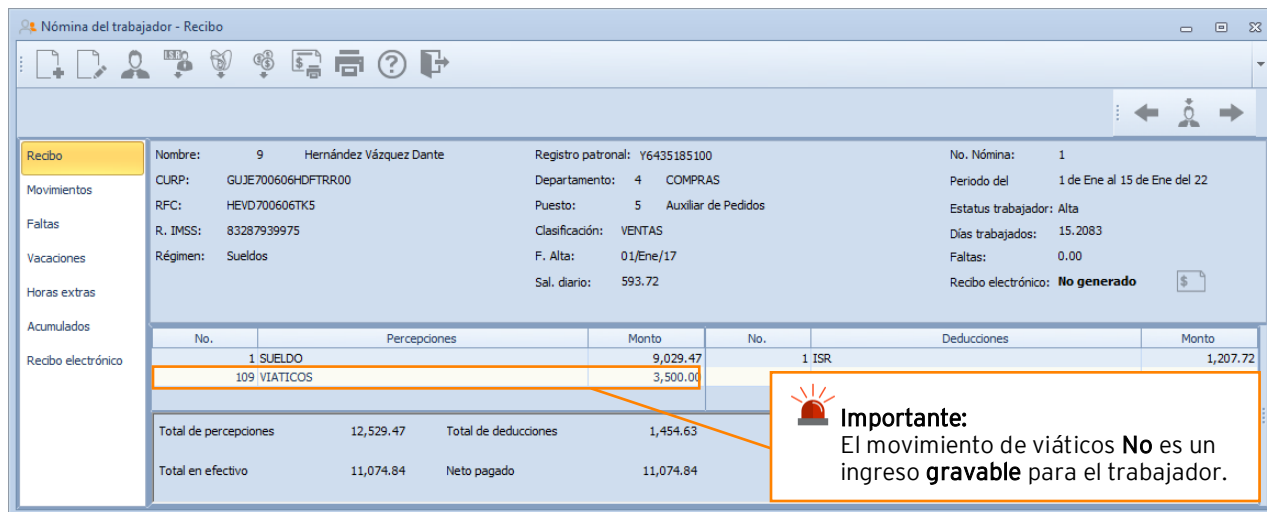 Nómina del trabajador - Recibo
ISR
Recibo
Movimientos
Faltas
Vacaciones
Horas extras
Acumulados
Recibo electrónico
Nombre: 9 Hernández Vázquez Dante
CURP: GUJE700606HDFTRR00
RFC: HEVD700606TK5
R. IMSS: 83287939975
Régimen: Sueldos
Registro patronal: Y6435185100
Departamento: 4 COMPRAS
Puesto: 5 Auxiliar de Pedidos
Clasificación: VENTAS
F. Alta: 01/Ene/17
Sal. diario: 593.72
No. Nómina: 1
Periodo del 1 de Ene al 15 de Ene del 22
Estatus trabajador: Alta
Días trabajados: 15.2083
Faltas: 0.00
Recibo electrónico: No generado
No. Percepciones Monto No. Deducciones Monto
1 SUELDO 9,029.47 1 ISR 1,207.72
109 VIATICOS 3,500.00
Total de percepciones 12,529.47 Total de deducciones 1,454.63
Total en efectivo 11,074.84 Neto pagado 11,074.84
Importante:
El movimiento de viáticos No es un
ingreso gravable para el trabajador.